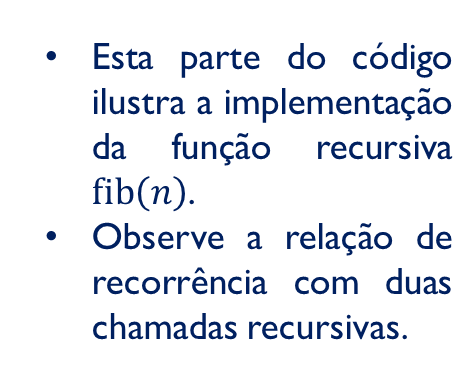 • Esta parte do código
ilustra a implementação
da função recursiva
fib(n).
• Observe a relação de
recorrência com duas
chamadas recursivas.